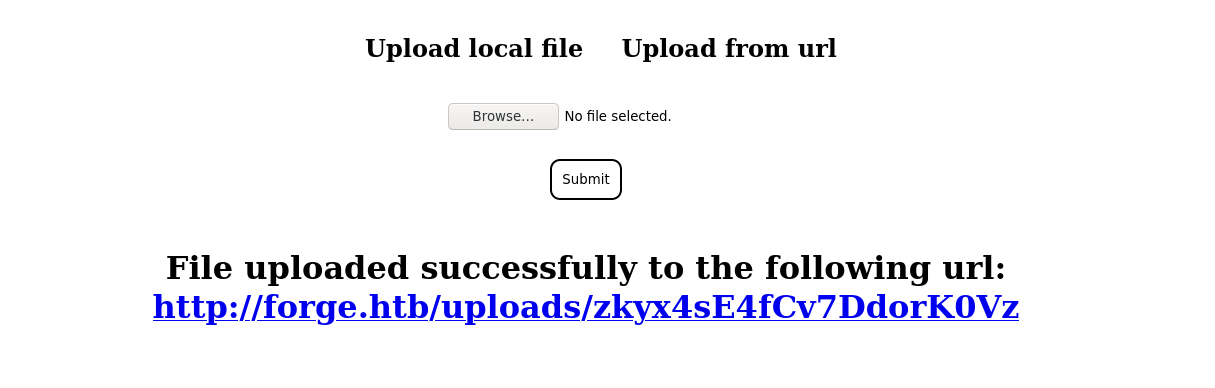 Upload local file Upload from url
Browse... No file selected.
Submit
File uploaded successfully to the following url:
http://forge.htb/uploads/zkyx4sE4fCv7DdorK0Vz